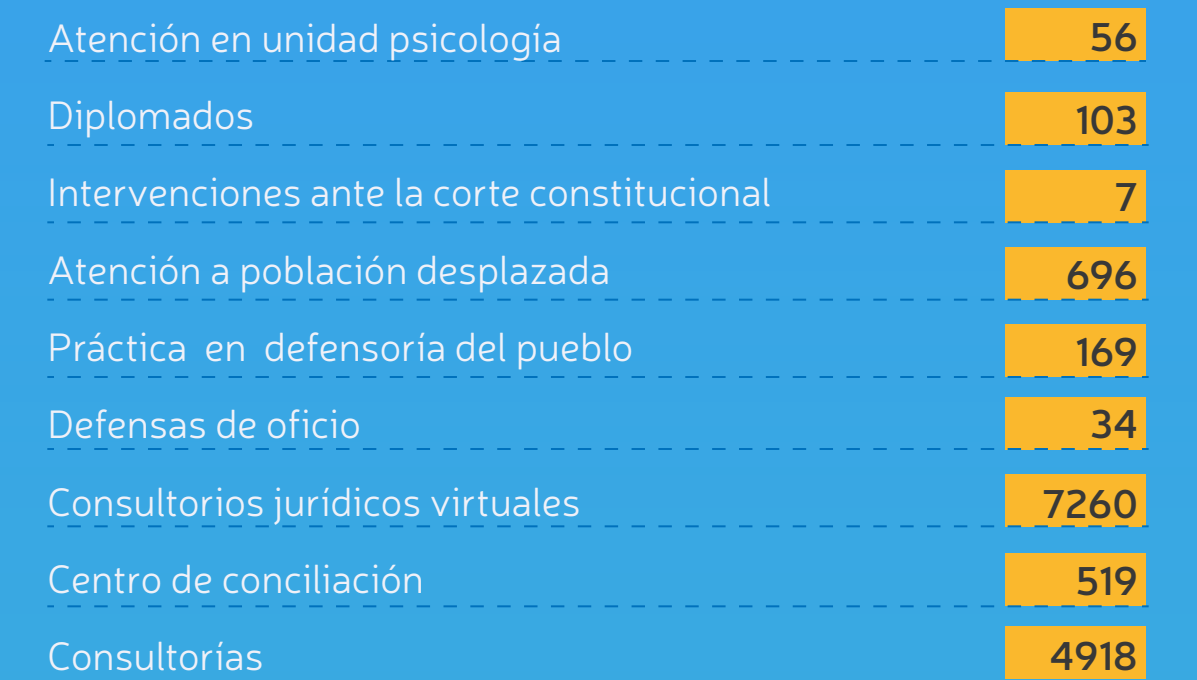 Atención en unidad psicología 56
Diplomados 103
Intervenciones ante la corte constitucional 7
Atención a población desplazada 696
Práctica en defensoría del pueblo 169
Defensas de oficio 34
Consultorios jurídicos virtuales 7260
Centro de conciliación 519
Consultorías 4918